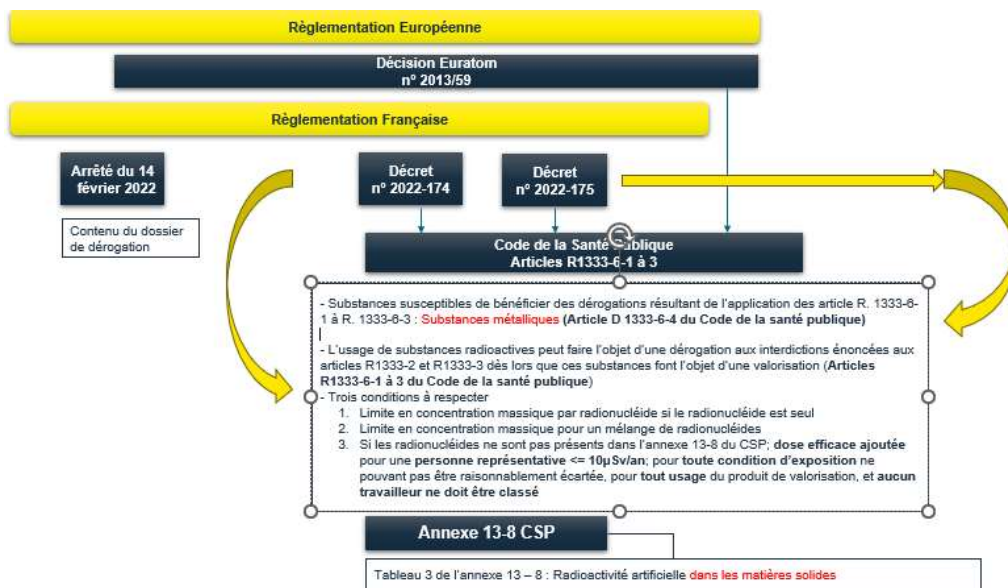 Règlementation Européenne
Décision Euratom
n° 2013/59
Règlementation Française
Arrêté du 14
février 2022
Décret
n° 2022-174
Décret
n° 2022-175
Contenu du dossier
de dérogation
Code de la Santé Publique
Articles R1333-6-1 à 3
- Substances susceptibles de bénéficier des dérogations résultant de l'application des article R. 1333-6-
1 à R. 1333-6-3 : Substances métalliques (Article D 1333-6-4 du Code de la santé publique)
- L'usage de substances radioactives peut faire l'objet d'une dérogation aux interdictions énoncées aux
articles R1333-2 et R1333-3 dès lors que ces substances font l'objet d'une valorisation (Articles
R1333-6-1 à 3 du Code de la santé publique)
- Trois conditions à respecter
1. Limite en concentration massique par radionucléide si le radionucléide est seul
2. Limite en concentration massique pour un mélange de radionucléides
3. Si les radionucléides ne sont pas présents dans l'annexe 13-8 du CSP; dose efficace ajoutée
pour une personne représentative <= 10µSv/an; pour toute condition d'exposition ne
pouvant pas être raisonnablement écartée, pour tout usage du produit de valorisation, et aucun
travailleur ne doit être classé
Annexe 13-8 CSP
Tableau 3 de l'annexe 13 – 8 : Radioactivité artificielle dans les matières solides